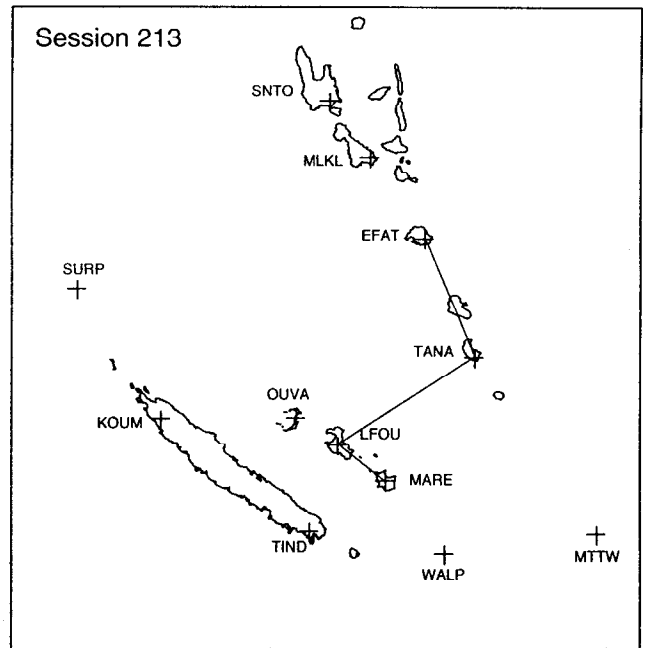 Session 213
SNTO
MLKL
EFAT
SURP
TANA
OUVA
KOUM
LFOU
MARE
TIND
WALP
MTTW